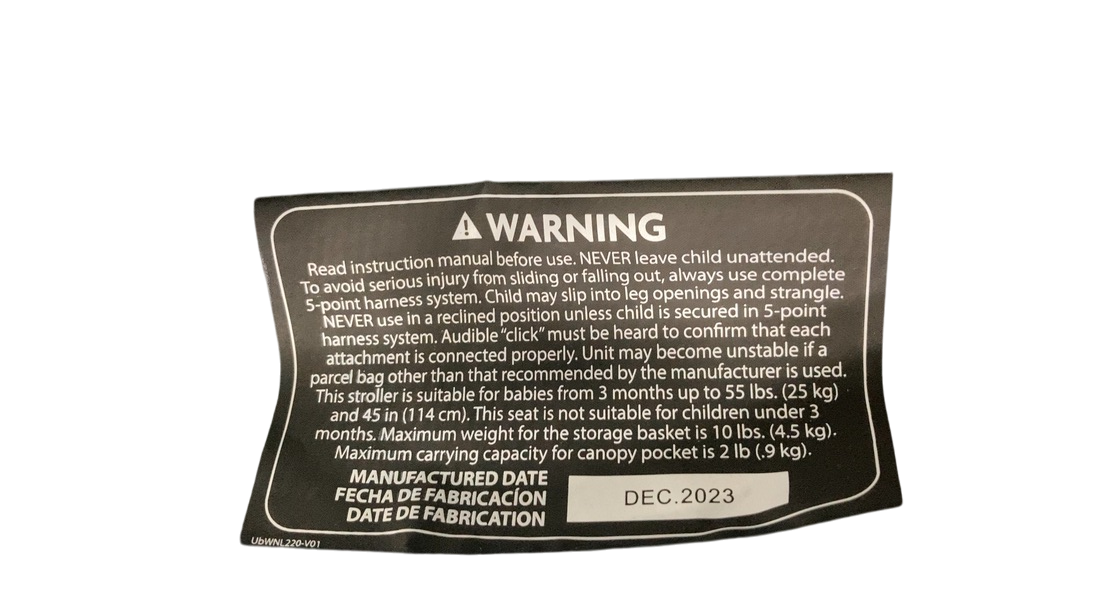 WARNING
Read instruction manual before use. NEVER leave child unattended.
To avoid serious injury from sliding or falling out, always use complete
5-point harness system. Child may slip into leg openings and strangle.
NEVER use in a reclined position unless child is secured in 5-point
harness system. Audible “click” must be heard to confirm that each
attachment is connected properly. Unit may become unstable if a
parcel bag other than that recommended by the manufacturer is used.
This stroller is suitable for babies from 3 months up to 55 lbs. (25 kg)
and 45 in (114 cm). This seat is not suitable for children under 3
months. Maximum weight for the storage basket is 10 lbs. (4.5 kg).
Maximum carrying capacity for canopy pocket is 2 lb (.9 kg).
MANUFACTURED DATE
FECHA DE FABRICACÍON
DATE DE FABRICATION
DEC.2023
UbWNL220-V01